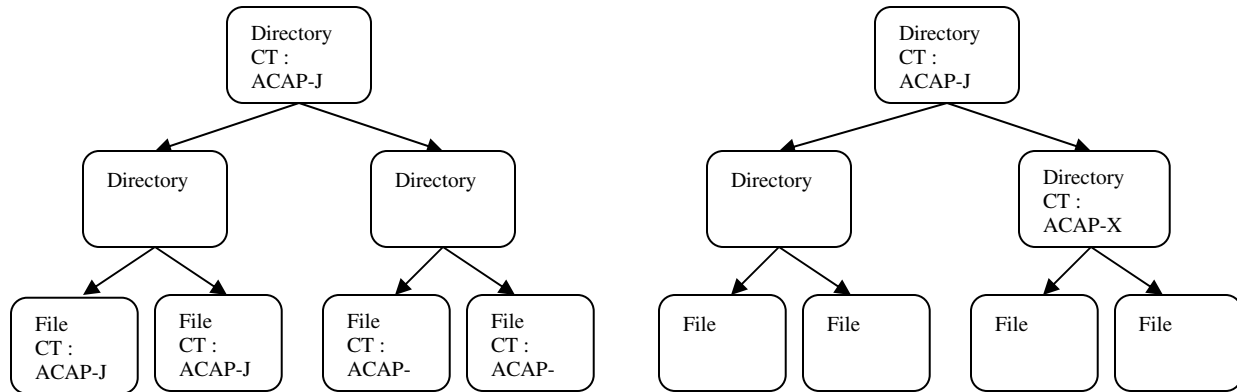 Directory
CT :
ACAP-J
Directory
Directory
File
CT :
ACAP-J
File
CT :
ACAP-J
File
CT :
ACAP-
File
CT :
ACAP-
Directory
CT :
ACAP-J
Directory
Directory
CT :
ACAP-X
File
File
File
File